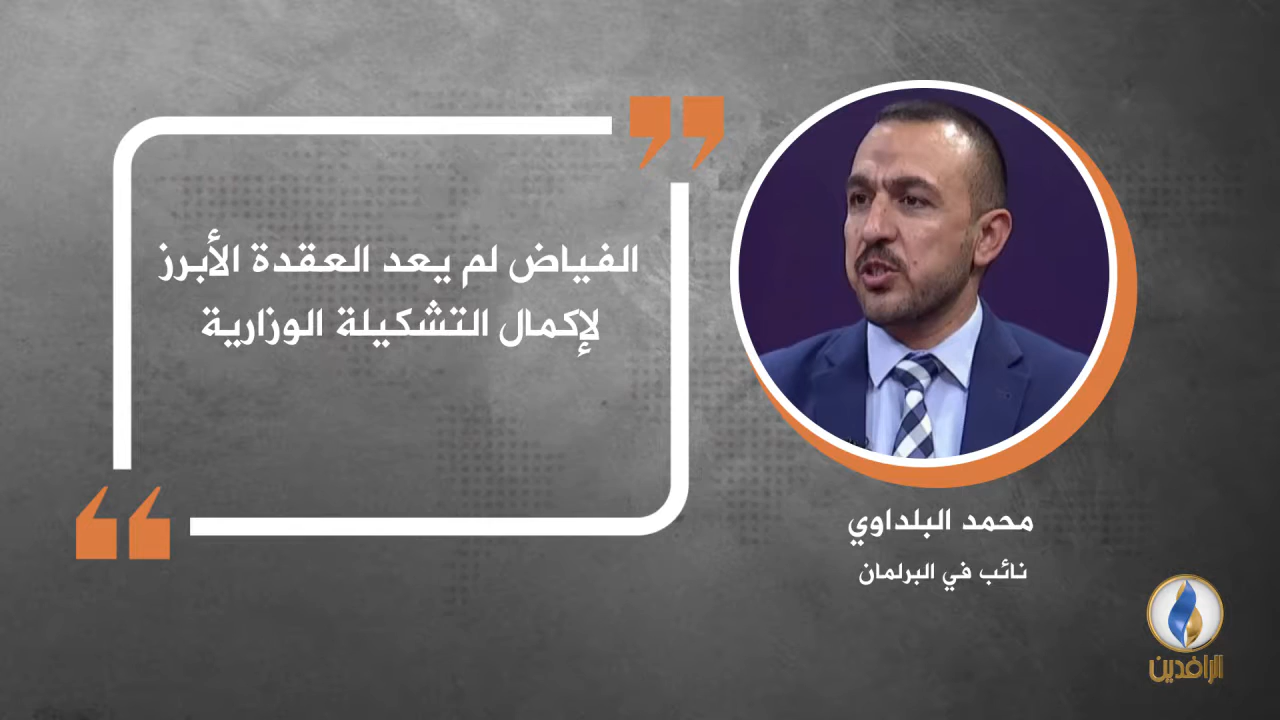 الفياض لم يعد العقدة الأبرز
لإكمال التشكيلة الوزارية
محمد البلداوي
نائب في البرلمان
الرافدين